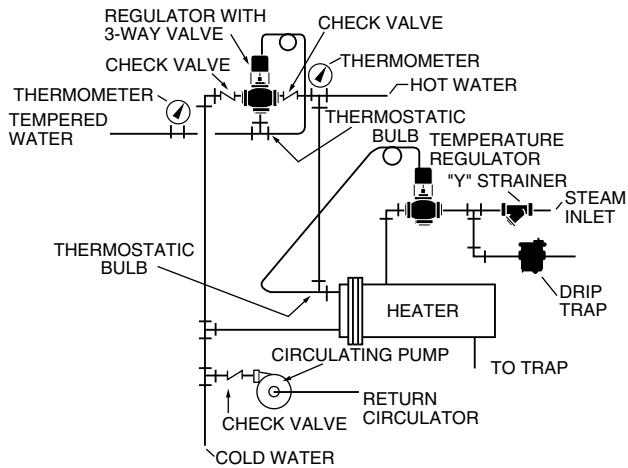 REGULATOR WITH
3-WAY VALVE
CHECK VALVE
CHECK VALVE
THERMOMETER
THERMOMETER
HOT WATER
TEMPERED
WATER
THERMOSTATIC
BULB
TEMPERATURE
REGULATOR
"Y" STRAINER
STEAM
INLET
THERMOSTATIC
BULB
DRIP
TRAP
HEATER
CIRCULATING PUMP
TO TRAP
RETURN
CIRCULATOR
CHECK VALVE
COLD WATER